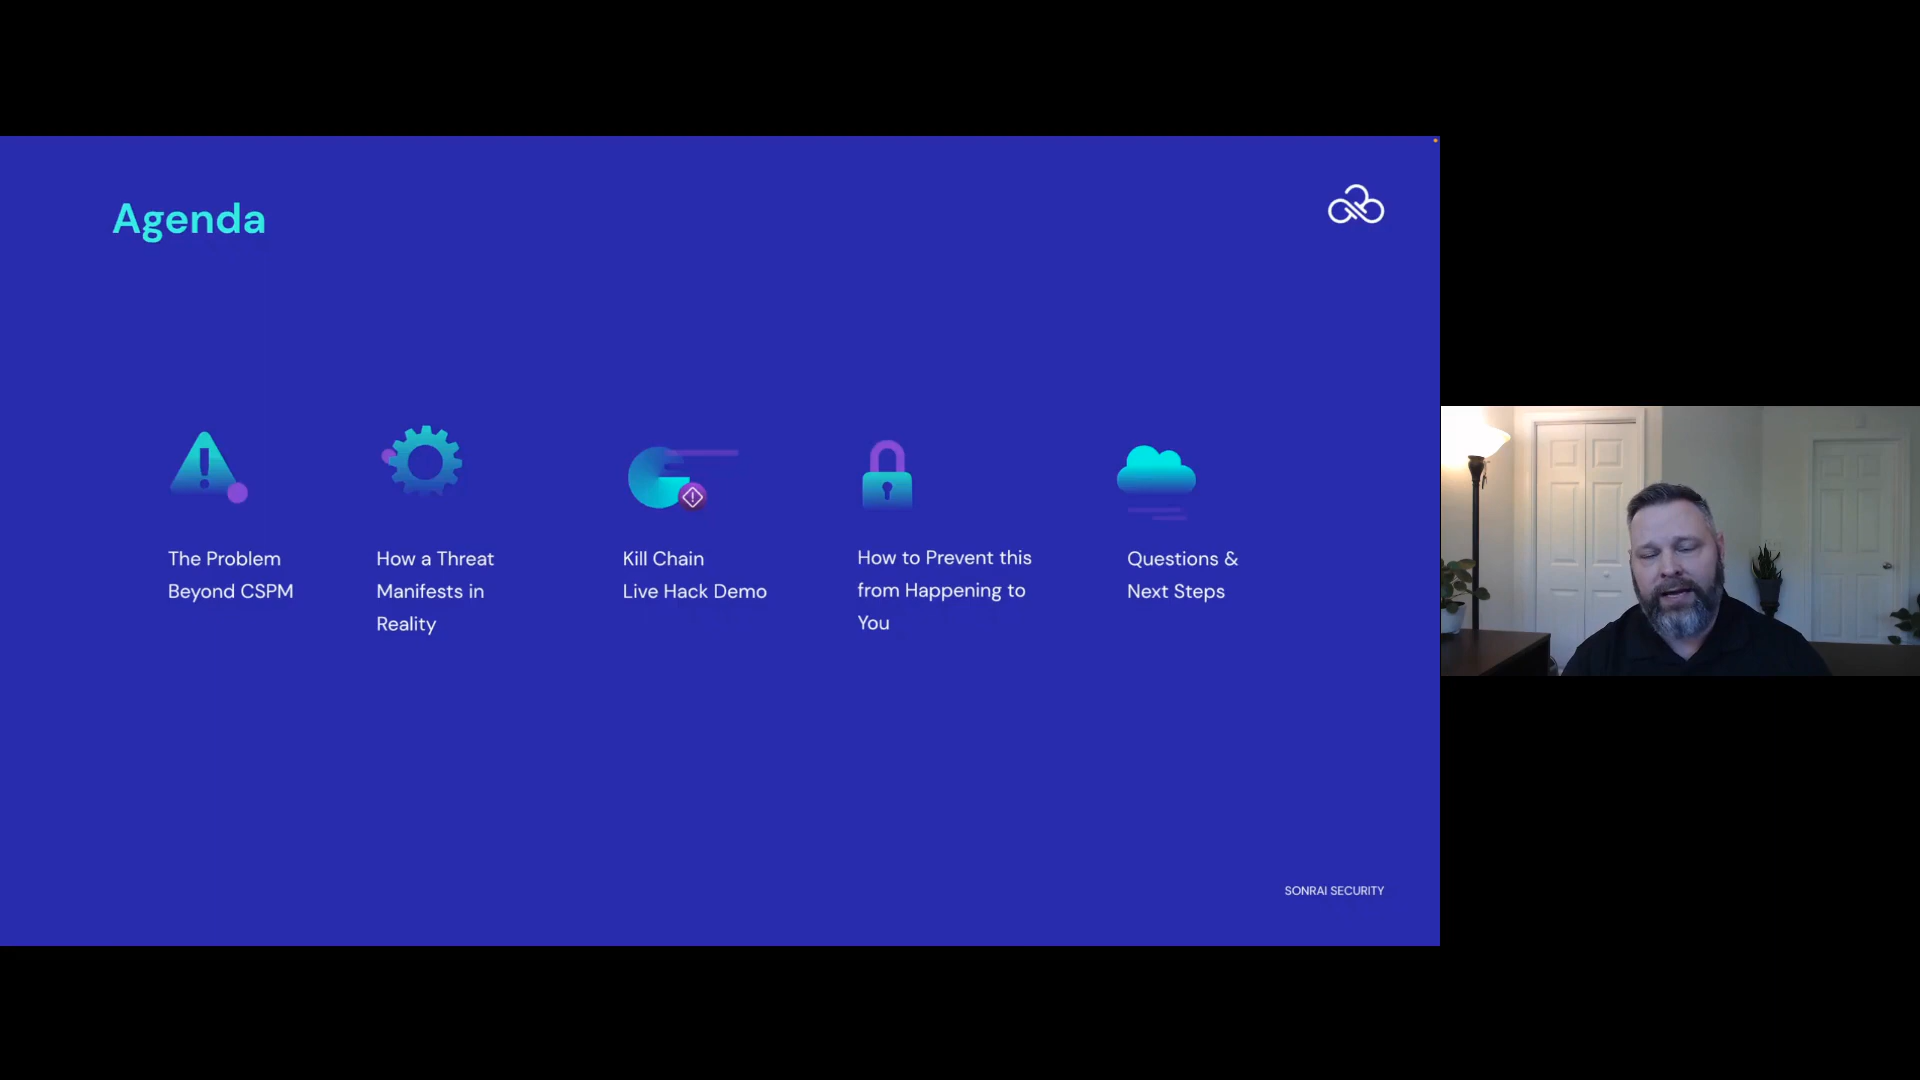 Agenda
The Problem
Beyond CSPM
How a Threat
Manifests in
Reality
Kill Chain
Live Hack Demo
How to Prevent this
from Happening to
You
Questions &
Next Steps
SONRAI SECURITY